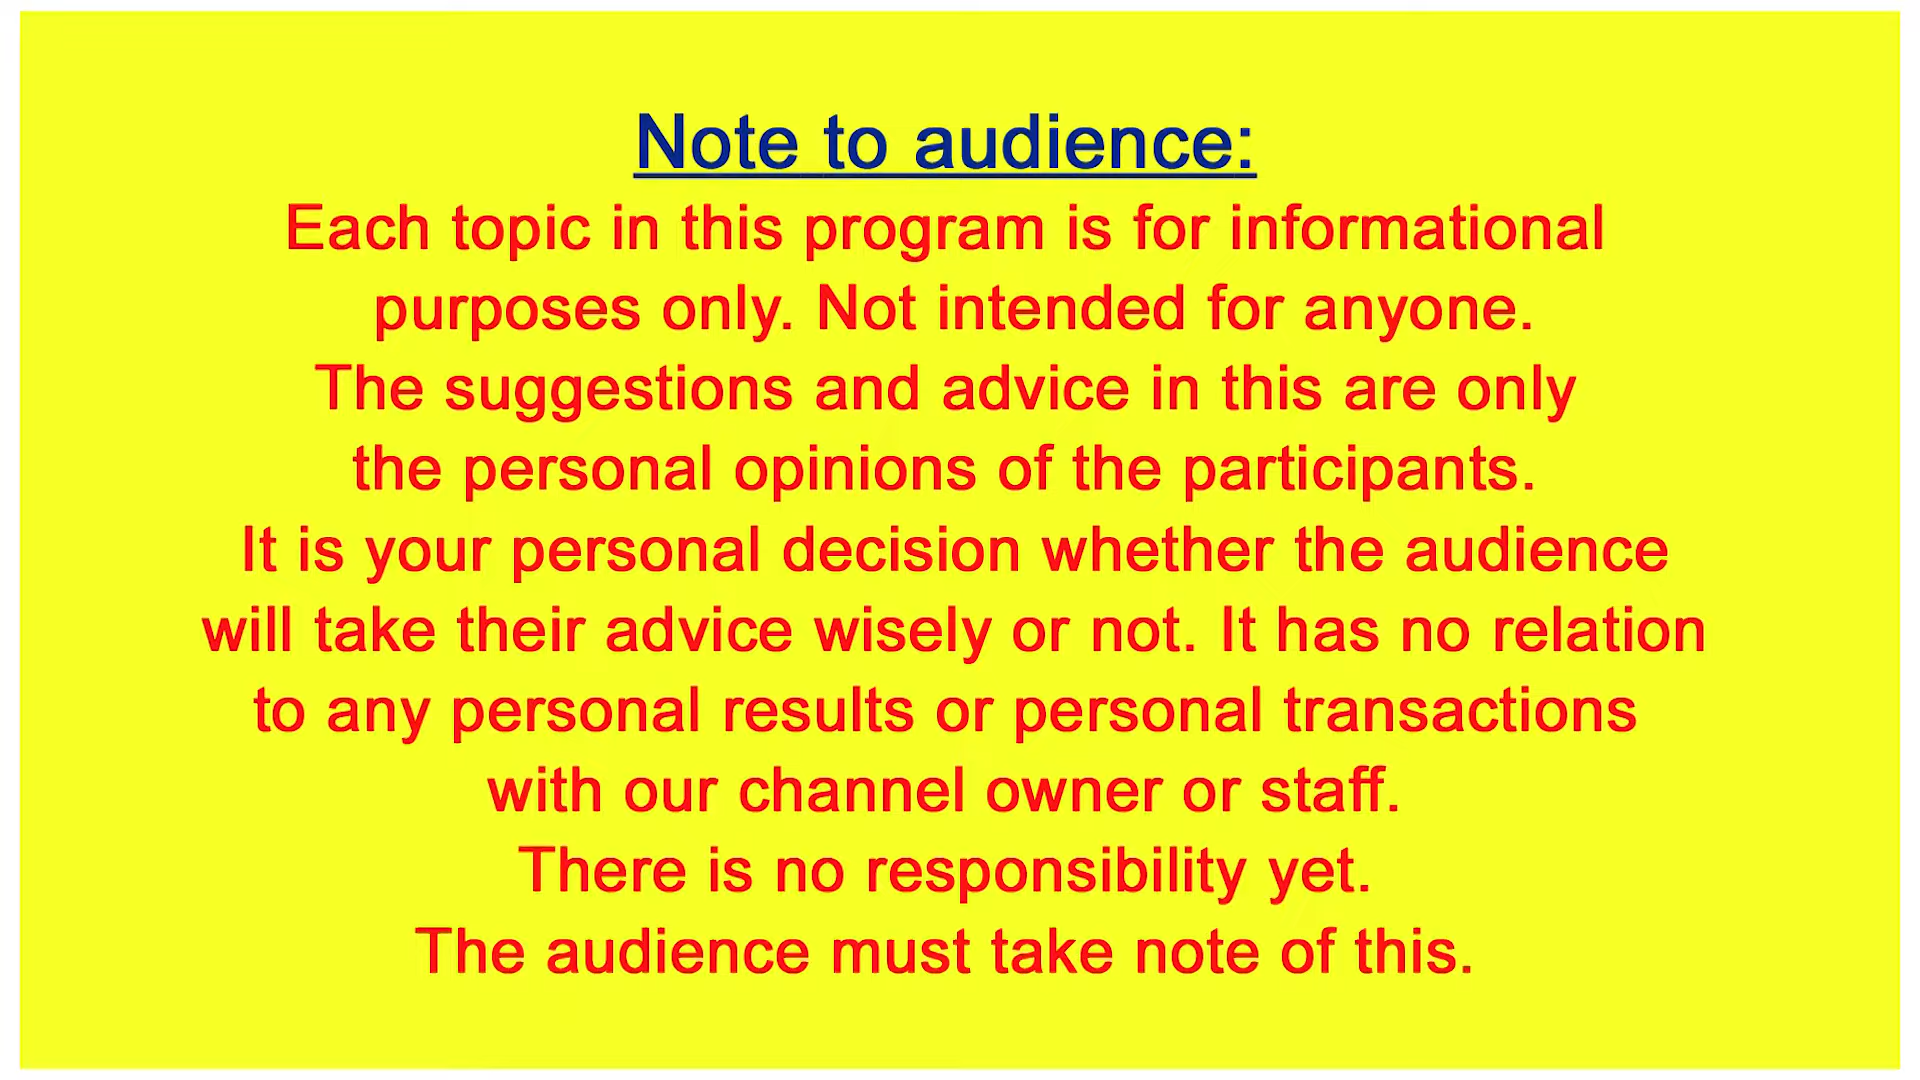 Note to audience:
Each topic in this program is for informational
purposes only. Not intended for anyone.
The suggestions and advice in this are only
the personal opinions of the participants.
It is your personal decision whether the audience
will take their advice wisely or not. It has no relation
to any personal results or personal transactions
with our channel owner or staff.
There is no responsibility yet.
The audience must take note of this.